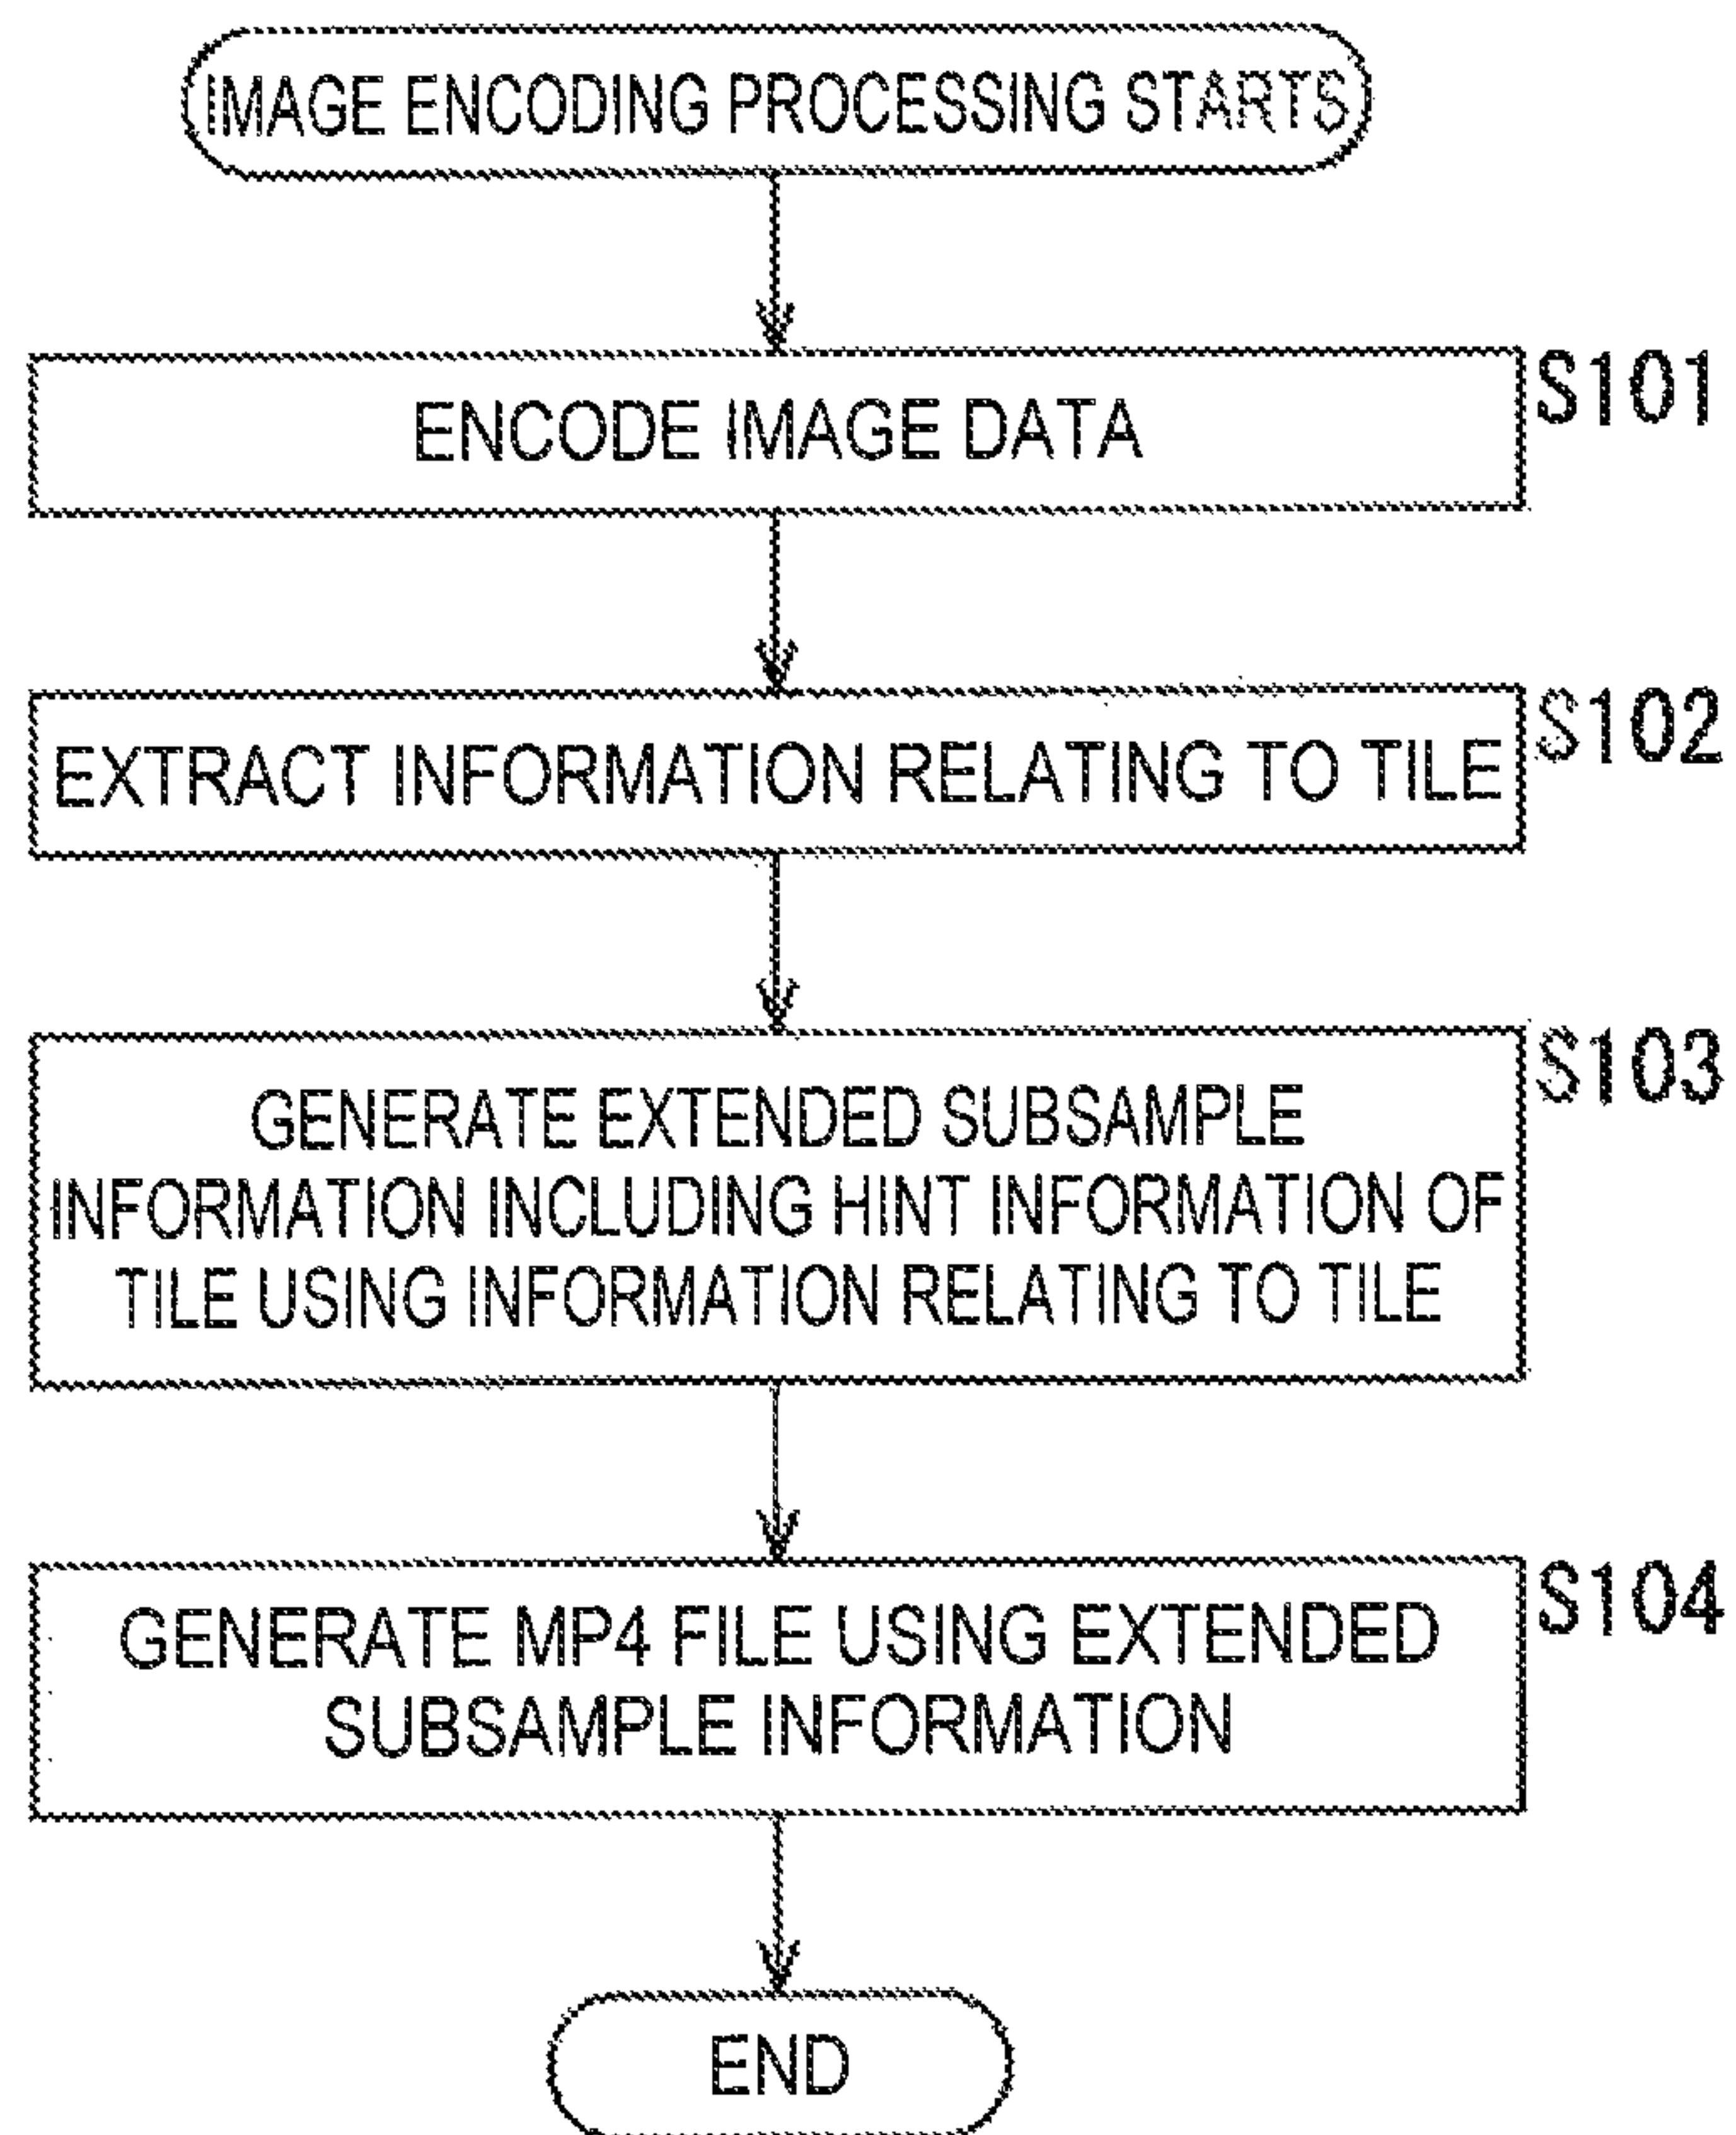 IMAGE ENCODING PROCESSING STARTS
ENCODE IMAGE DATA
S101
EXTRACT INFORMATION RELATING TO TILE
S102
GENERATE EXTENDED SUBSAMPLE
INFORMATION INCLUDING HINT INFORMATION OF
TILE USING INFORMATION RELATING TO TILE
S103
GENERATE MP4 FILE USING EXTENDED
SUBSAMPLE INFORMATION
S104
END